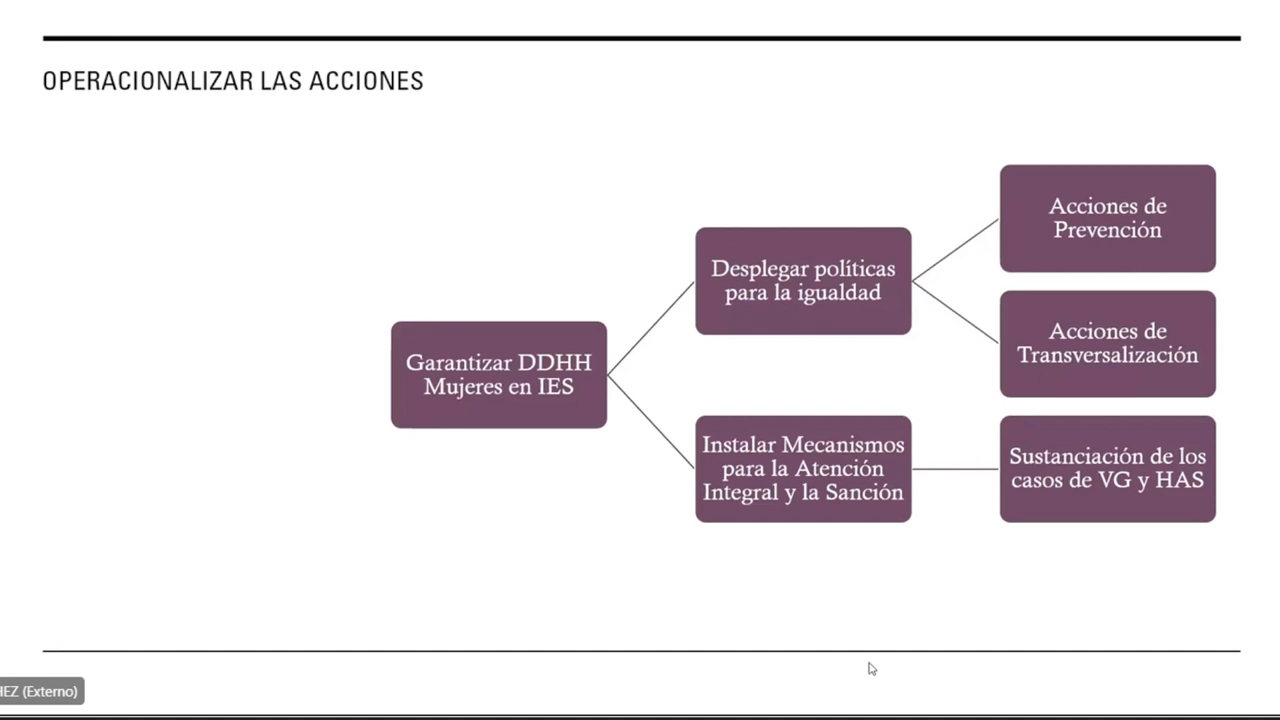 OPERACIONALIZAR LAS ACCIONES
Garantizar DDHH
Mujeres en IES
Desplegar políticas
para la igualdad
Instalar Mecanismos
para la Atención
Integral y la Sanción
Acciones de
Prevención
Acciones de
Transversalización
Sustanciación de los
casos de VG y HAS
HEZ (Externo)